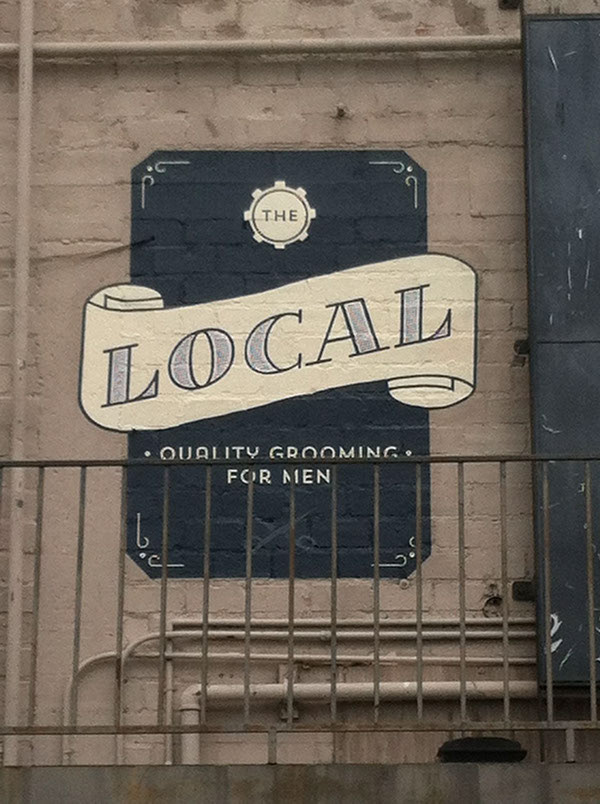 THE
LOCAL
• QUALITY GROOMING •
FOR MEN